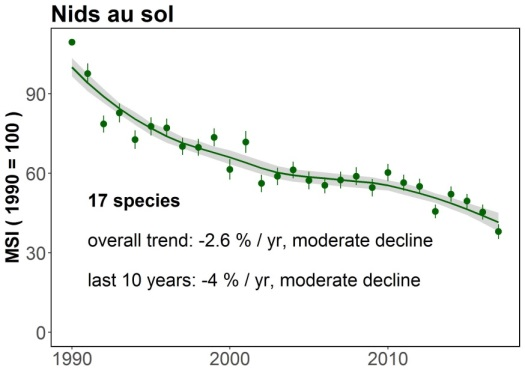 Nids au sol
MSI ( 1990 = 100 )
90
60
30
0
17 species
overall trend: -2.6 % / yr, moderate decline
last 10 years: -4 % / yr, moderate decline
1990 2000 2010